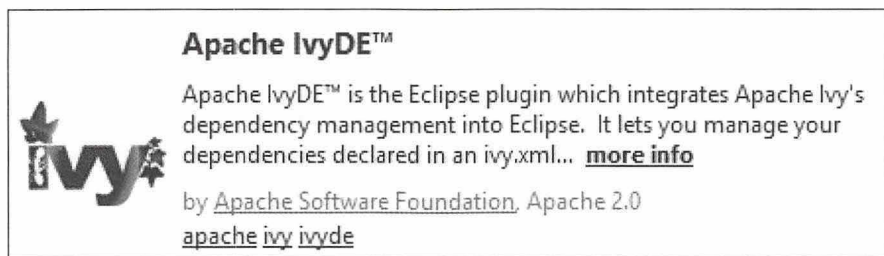 Apache IvyDE™
Apache IvyDE™ is the Eclipse plugin which integrates Apache Ivy's
dependency management into Eclipse. It lets you manage your
dependencies declared in an ivy.xml... more info
ivy
by Apache Software Foundation, Apache 2.0
apache ivy ivyde